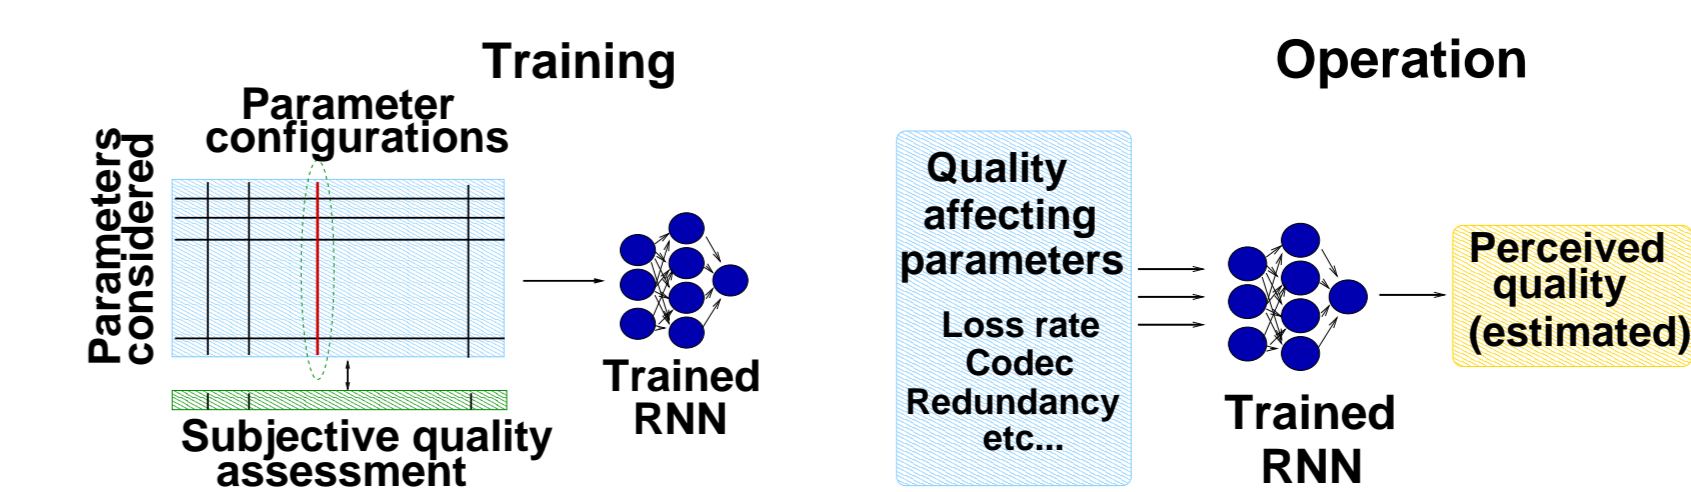 Training
Parameter
configurations
Parameters
considered
Subjective quality
assessment
Trained
RNN
Operation
Quality
affecting
parameters
Loss rate
Codec
Redundancy
etc...
Trained
RNN
Perceived
quality
(estimated)